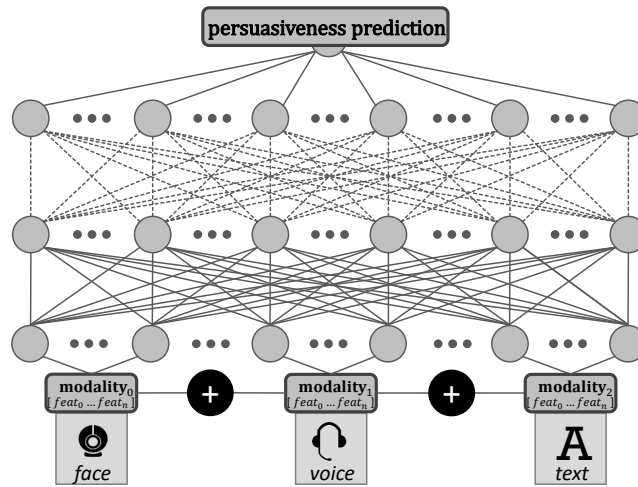 persuasiveness prediction
modality₀
[ feat₀ ... featₙ ]
+
modality₁
[ feat₀ ... featₙ ]
+
modality₂
[ feat₀ ... featₙ ]
A
face
voice
text